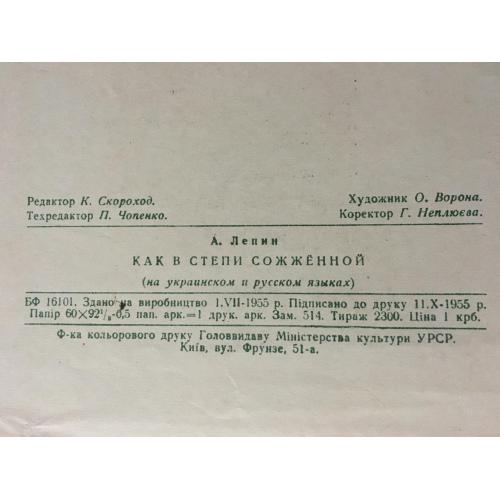 Редактор К. Скороход.
Художник О. Ворона.
Техредактор П. Чопенко.
Коректор Г. Неплюєва.
А. Лепин
КАК В СТЕПИ СОЖЖЁННОЙ
(на украинском и русском языках)
БФ 16101. Здано на виробництво 1.VII-1955 р. Підписано до друку 11.X-1955 р.
Папір 60×92¹/₈-0,5 пап. арк.=1 друк. арк. Зам. 514. Тираж 2300. Ціна 1 крб.
Ф-ка кольорового друку Головвидаву Міністерства культури УРСР.
Київ, вул. Фрунзе, 51-а.